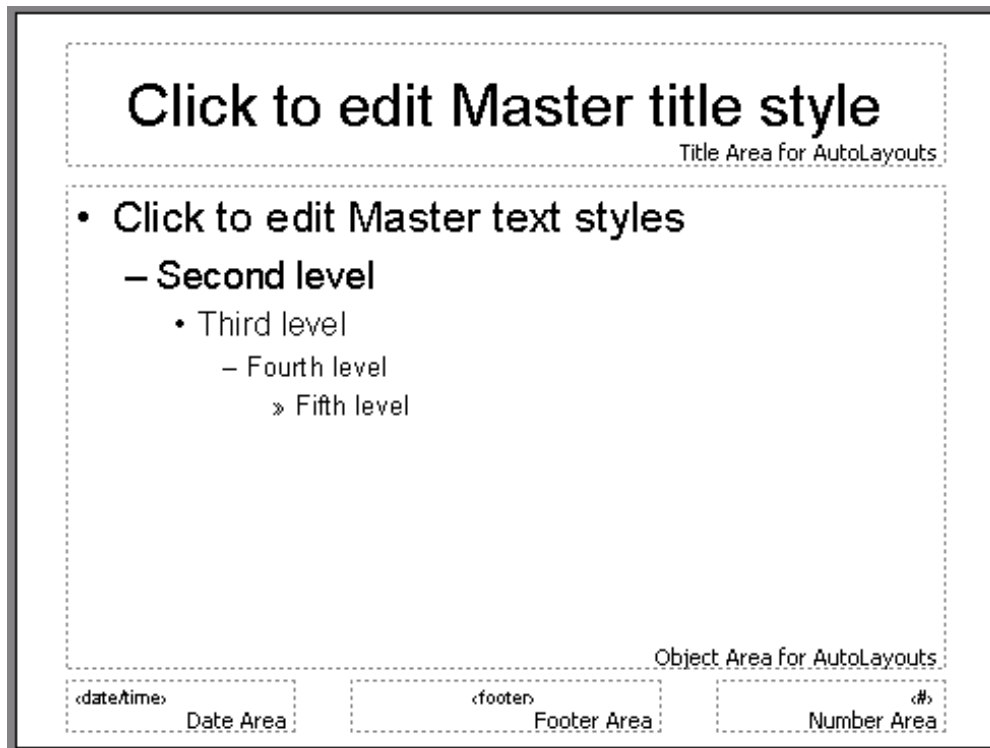 Click to edit Master title style
Title Area for AutoLayouts
• Click to edit Master text styles
– Second level
• Third level
– Fourth level
» Fifth level
Object Area for AutoLayouts
‹date/time› ‹footer› ‹#›
Date Area Footer Area Number Area